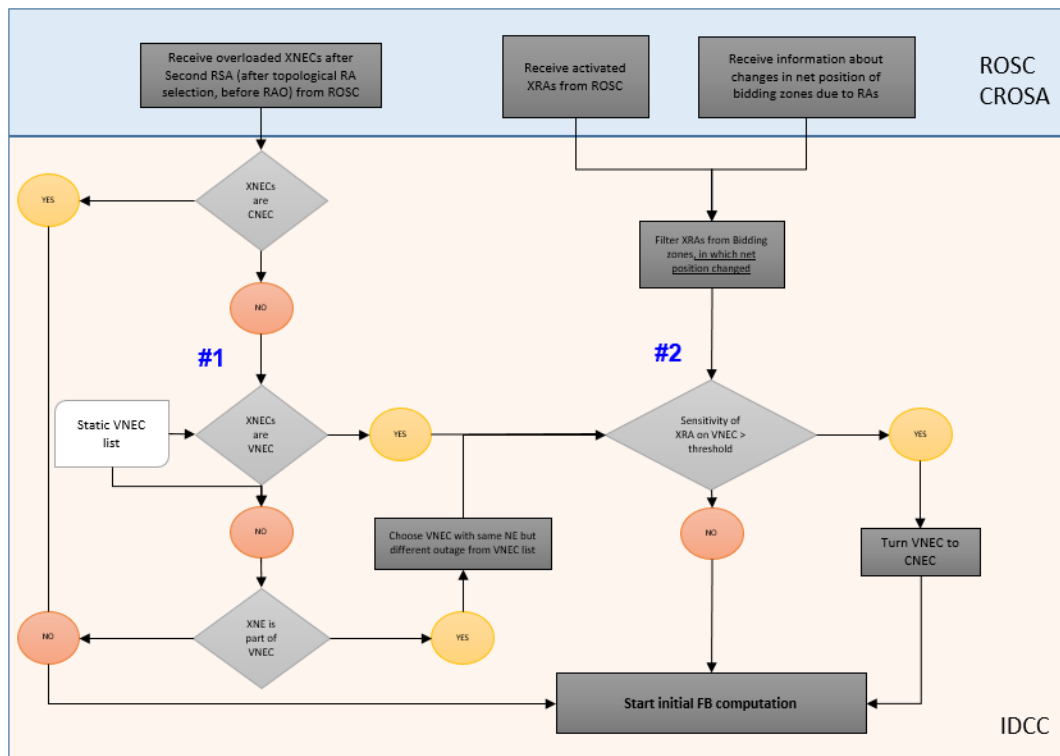 Receive overloaded XNECs after
Second RSA (after topological RA
selection, before RAO) from ROSC
Receive activated
XRAs from ROSC
Receive information about
changes in net position of
bidding zones due to RAs
ROSC
CROSA
XNECs
are
CNEC
YES
Filter XRAs from Bidding
zones, in which net
position changed
NO
#1
#2
Static VNEC
list
XNECs
are
VNEC
YES
Sensitivity of
XRA on VNEC >
threshold
YES
NO
Choose VNEC with same NE but
different outage from VNEC list
NO
Turn VNEC to
CNEC
NO
XNE is
part of
VNEC
YES
Start initial FB computation
IDCC